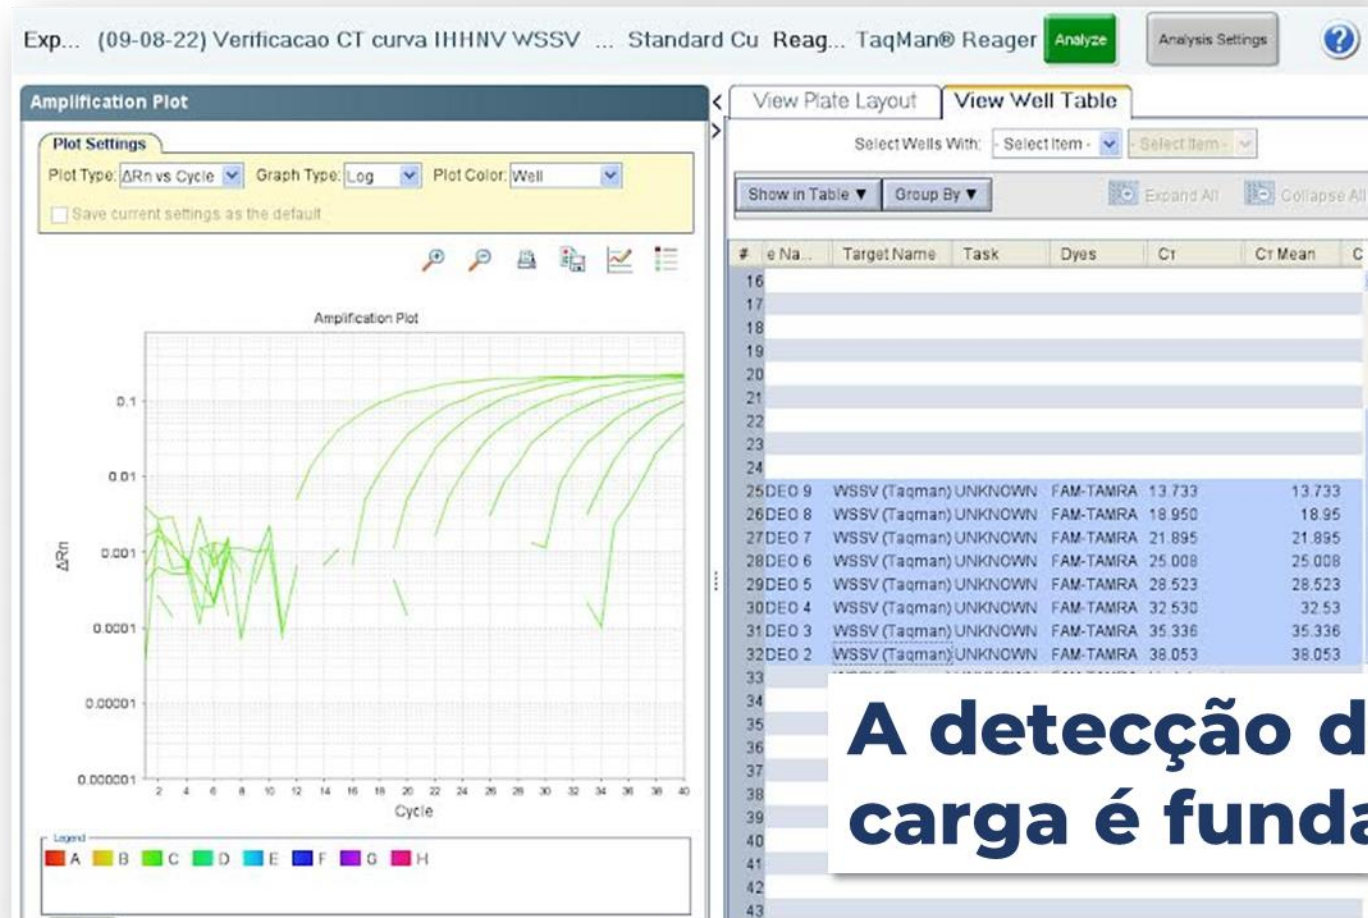 Exp... (09-08-22) Verificacao CT curva IHHNV WSSV ... Standard Cu Reag... TaqMan® Reager Analyze Analysis Settings ?
Amplification Plot
Plot Settings
Plot Type: ΔRn vs Cycle Graph Type: Log Plot Color: Well
Save current settings as the default
Amplification Plot
0.1
0.01
0.001
0.0001
0.00001
0.000001
ΔRn
2 4 6 8 10 12 14 16 18 20 22 24 26 28 30 32 34 36 38 40
Cycle
Legend
A B C D E F G H
View Plate Layout View Well Table
Select Wells With: - Select Item - - Select Item -
Show in Table ▼ Group By ▼ Expand All Collapse All
# e Na... Target Name Task Dyes Cт Cт Mean C
16
17
18
19
20
21
22
23
24
25 DEO 9 WSSV (Taqman) UNKNOWN FAM-TAMRA 13.733 13.733
26 DEO 8 WSSV (Taqman) UNKNOWN FAM-TAMRA 18.950 18.95
27 DEO 7 WSSV (Taqman) UNKNOWN FAM-TAMRA 21.895 21.895
28 DEO 6 WSSV (Taqman) UNKNOWN FAM-TAMRA 25.008 25.008
29 DEO 5 WSSV (Taqman) UNKNOWN FAM-TAMRA 28.523 28.523
30 DEO 4 WSSV (Taqman) UNKNOWN FAM-TAMRA 32.530 32.53
31 DEO 3 WSSV (Taqman) UNKNOWN FAM-TAMRA 35.336 35.336
32 DEO 2 WSSV (Taqman) UNKNOWN FAM-TAMRA 38.053 38.053
33
34
35
36
37
38
39
40
41
42
43
A detecção d
carga é funda